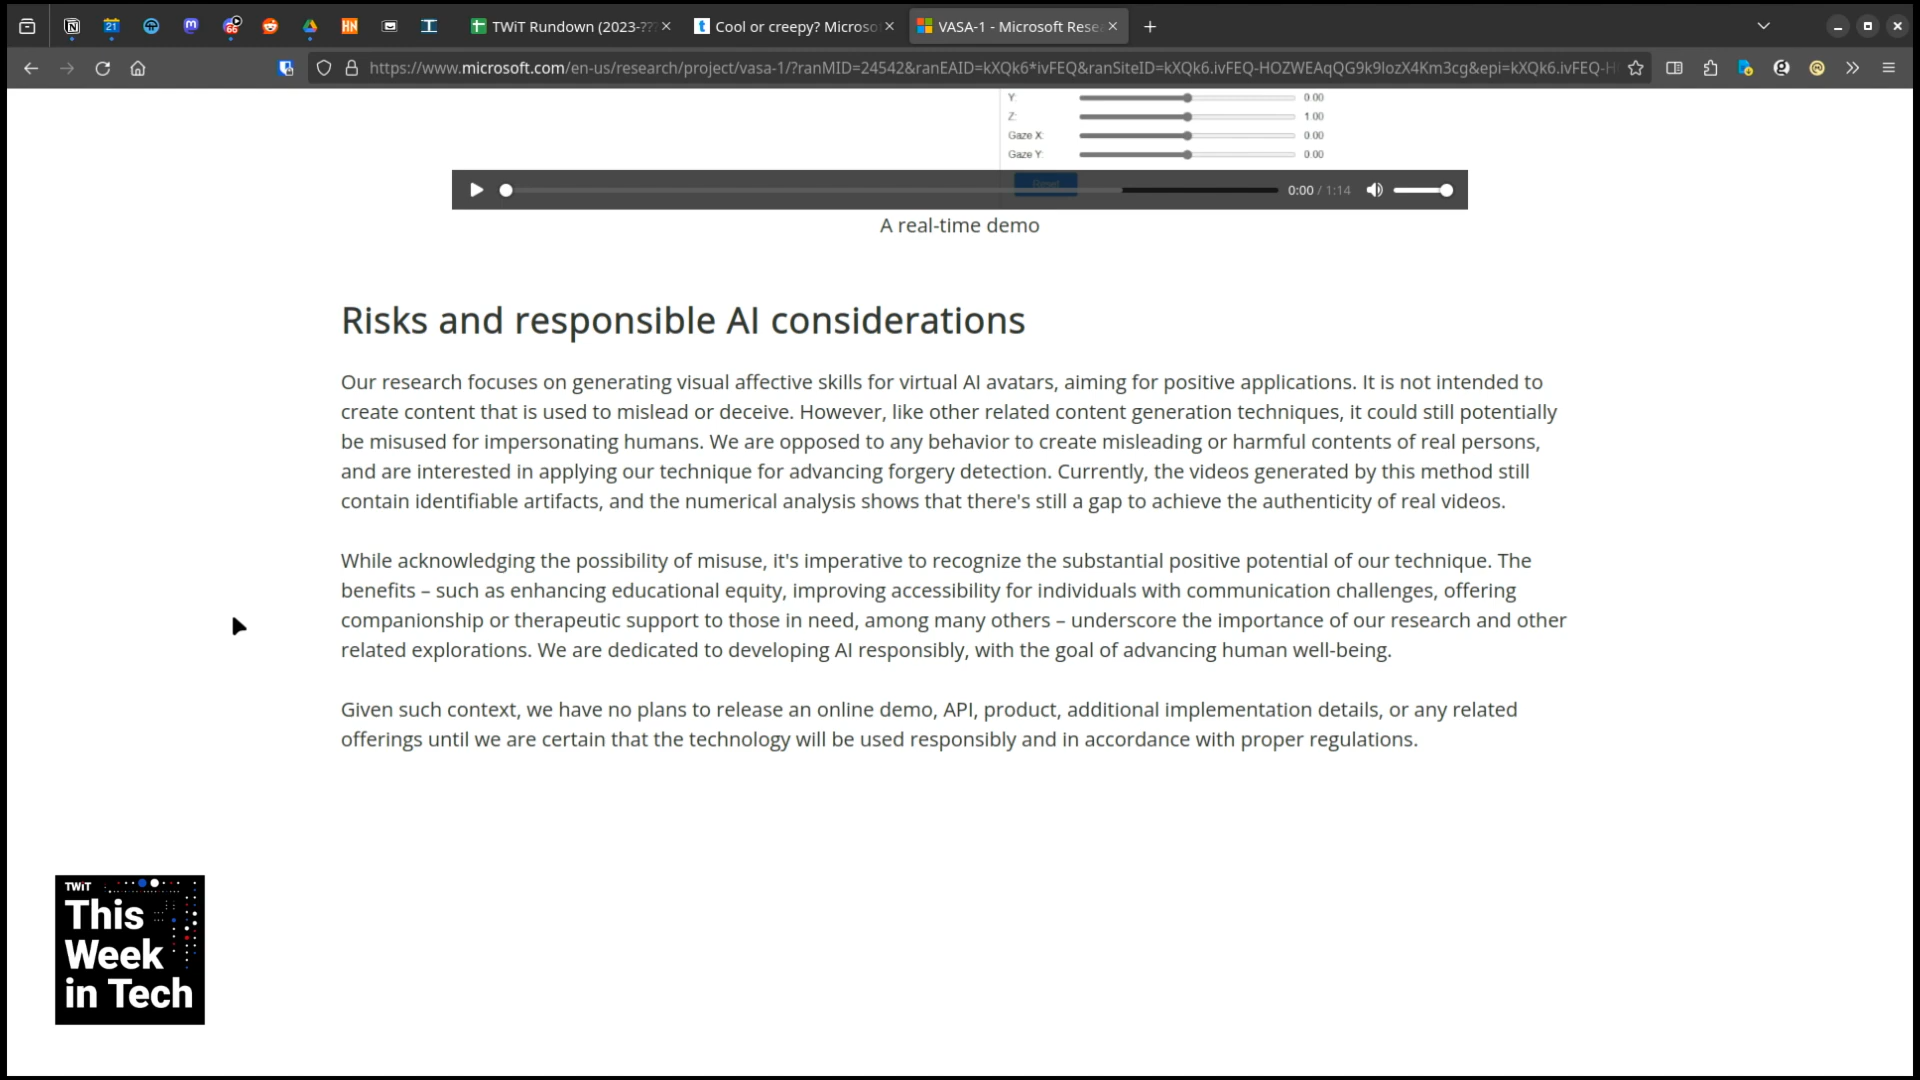 21
66
HN
TWiT Rundown (2023-??
Cool or creepy? Microso
VASA-1 - Microsoft Rese
https://www.microsoft.com/en-us/research/project/vasa-1/?ranMID=24542&ranEAID=kXQk6*ivFEQ&ranSiteID=kXQk6.ivFEQ-HOZWEAqQG9k9lozX4Km3cg&epi=kXQk6.ivFEQ-H
Y: 0.00
Z: 1.00
Gaze X: 0.00
Gaze Y: 0.00
Reset
0:00 / 1:14
A real-time demo
Risks and responsible AI considerations
Our research focuses on generating visual affective skills for virtual AI avatars, aiming for positive applications. It is not intended to
create content that is used to mislead or deceive. However, like other related content generation techniques, it could still potentially
be misused for impersonating humans. We are opposed to any behavior to create misleading or harmful contents of real persons,
and are interested in applying our technique for advancing forgery detection. Currently, the videos generated by this method still
contain identifiable artifacts, and the numerical analysis shows that there's still a gap to achieve the authenticity of real videos.
While acknowledging the possibility of misuse, it's imperative to recognize the substantial positive potential of our technique. The
benefits – such as enhancing educational equity, improving accessibility for individuals with communication challenges, offering
companionship or therapeutic support to those in need, among many others – underscore the importance of our research and other
related explorations. We are dedicated to developing AI responsibly, with the goal of advancing human well-being.
Given such context, we have no plans to release an online demo, API, product, additional implementation details, or any related
offerings until we are certain that the technology will be used responsibly and in accordance with proper regulations.
TWiT
This
Week
in Tech